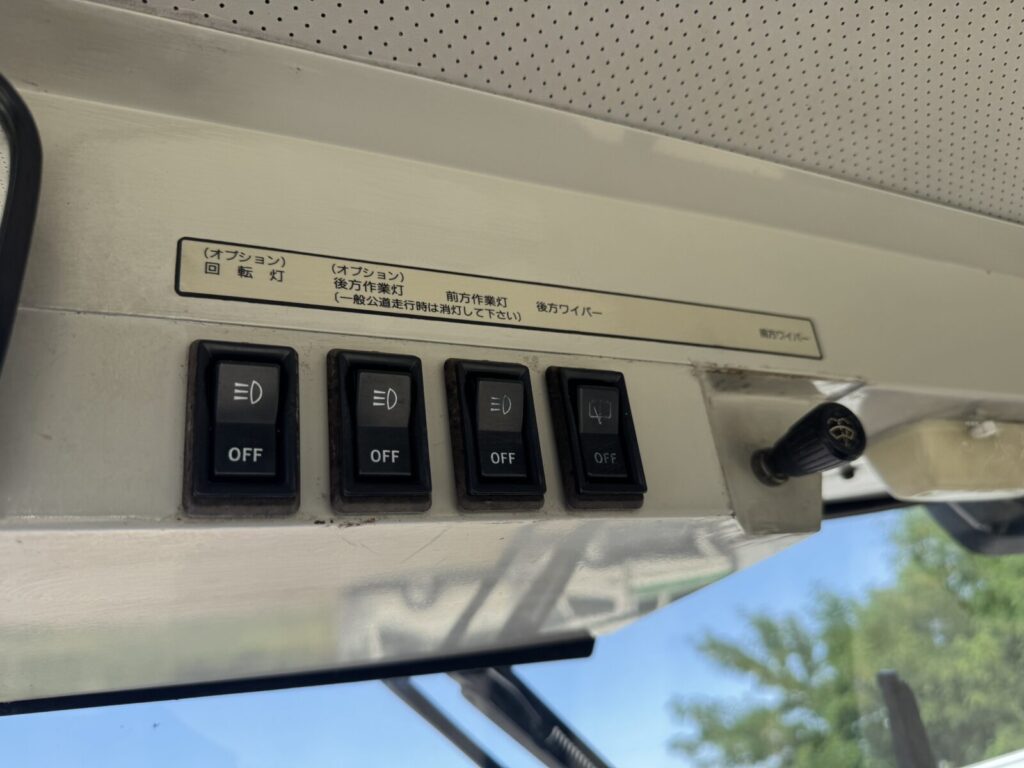 (オプション)
回転灯
(オプション)
後方作業灯
(一般公道走行時は消灯して下さい)
前方作業灯
後方ワイパー
前方ワイパー
OFF
OFF
OFF
OFF